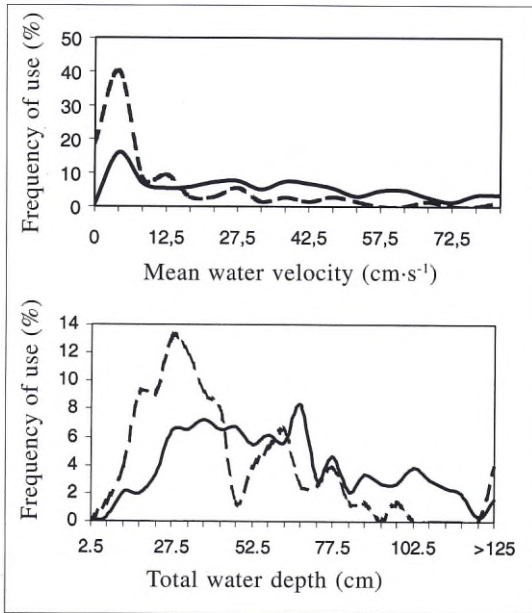 Frequency of use (%)
50
40
30
20
10
0
0 12,5 27,5 42,5 57,5 72,5
Mean water velocity (cm·s⁻¹)
Frequency of use (%)
14
12
10
8
6
4
2
0
2.5 27.5 52.5 77.5 102.5 >125
Total water depth (cm)